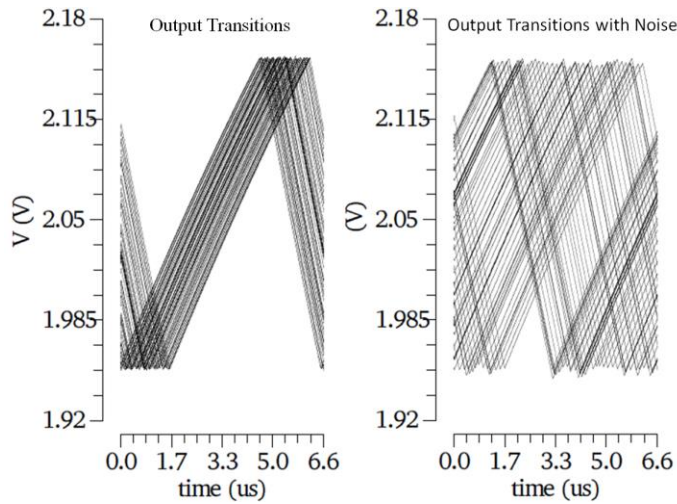 Output Transitions
2.18
2.115
2.05
1.985
1.92
V (V)
0.0 1.7 3.3 5.0 6.6
time (us)
Output Transitions with Noise
2.18
2.115
2.05
1.985
1.92
(V)
0.0 1.7 3.3 5.0 6.6
time (us)